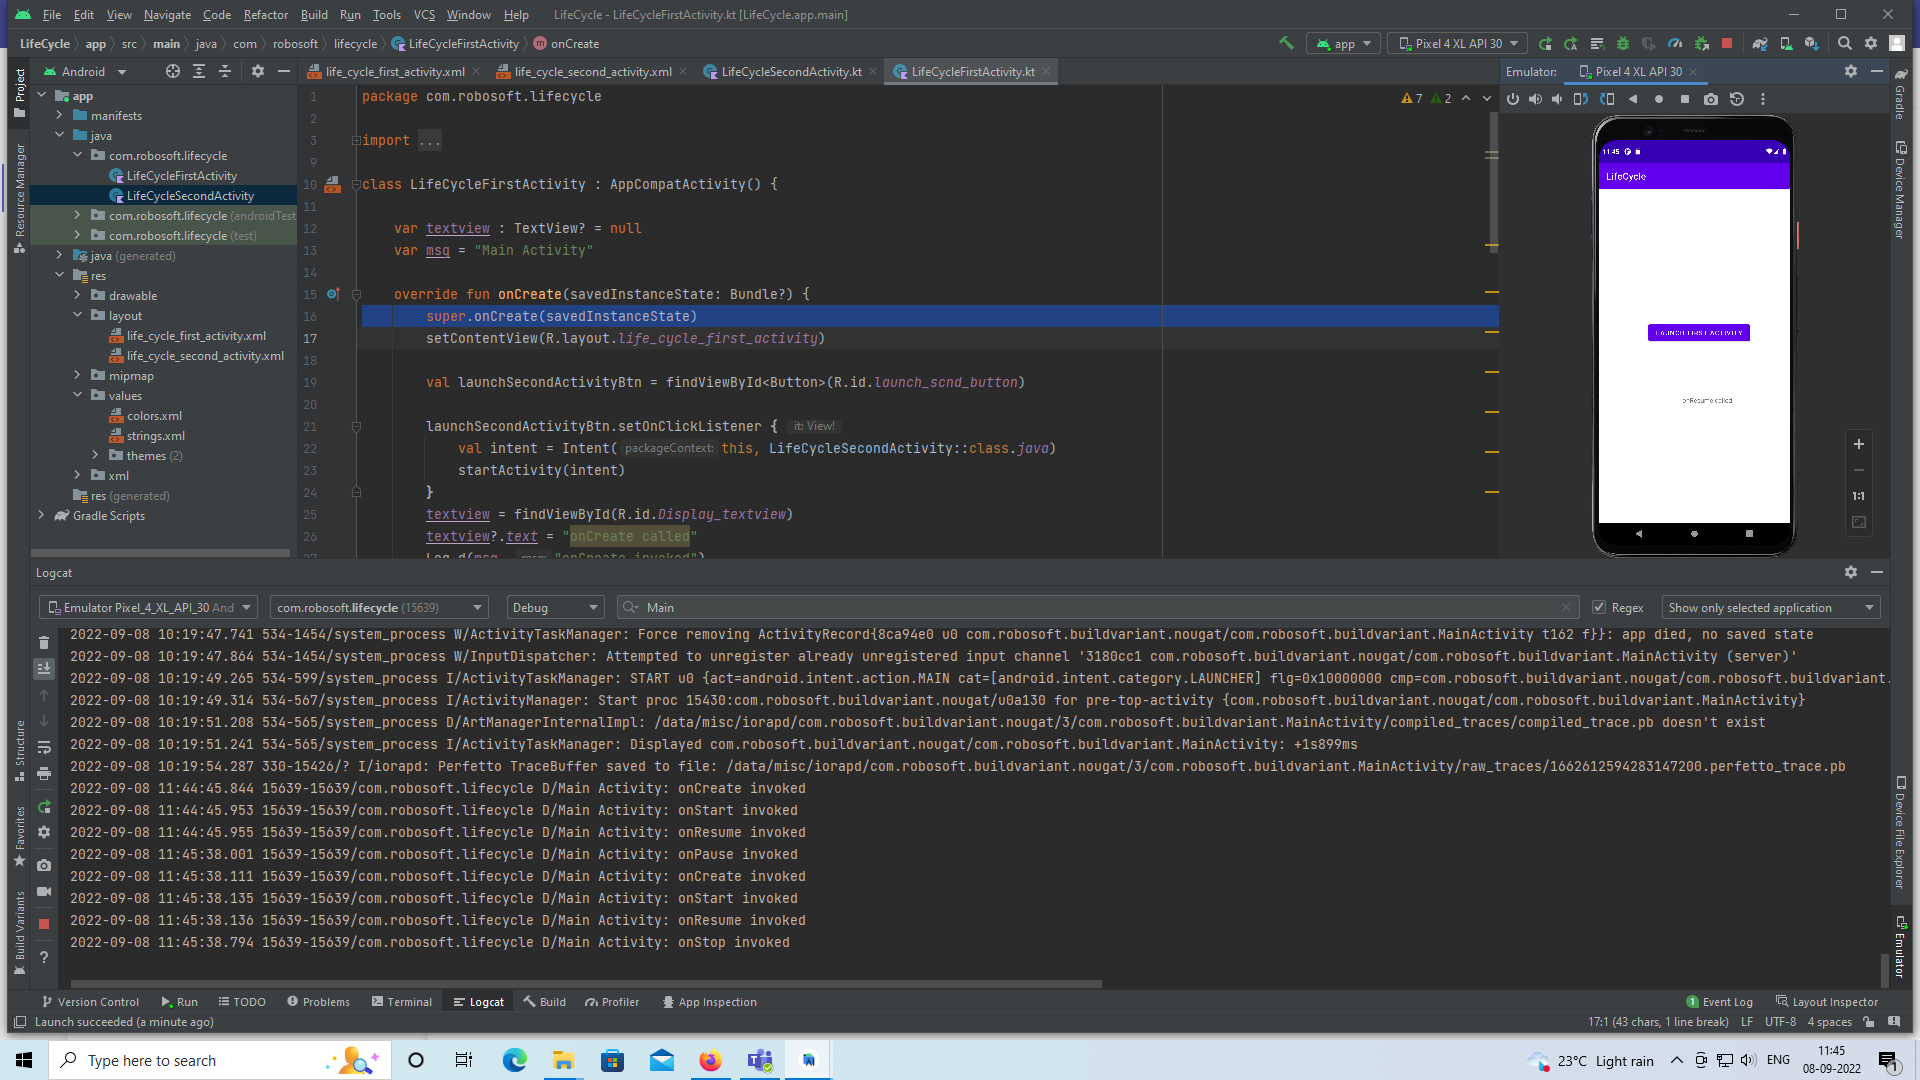 File Edit View Navigate Code Refactor Build Run Tools VCS Window Help LifeCycle - LifeCycleFirstActivity.kt [LifeCycle.app.main]
LifeCycle app src main java com robosoft lifecycle LifeCycleFirstActivity onCreate app Pixel 4 XL API 30
Project Android life_cycle_first_activity.xml life_cycle_second_activity.xml LifeCycleSecondActivity.kt LifeCycleFirstActivity.kt Emulator: Pixel 4 XL API 30
app
manifests
java
com.robosoft.lifecycle
LifeCycleFirstActivity
LifeCycleSecondActivity
com.robosoft.lifecycle (androidTest
com.robosoft.lifecycle (test)
java (generated)
res
drawable
layout
life_cycle_first_activity.xml
life_cycle_second_activity.xml
mipmap
values
colors.xml
strings.xml
themes (2)
xml
res (generated)
Gradle Scripts
Resource Manager
7 2
1 package com.robosoft.lifecycle
2
3 import ...
9
10 class LifeCycleFirstActivity : AppCompatActivity() {
11
12 var textview : TextView? = null
13 var msg = "Main Activity"
14
15 override fun onCreate(savedInstanceState: Bundle?) {
16 super.onCreate(savedInstanceState)
17 setContentView(R.layout.life_cycle_first_activity)
18
19 val launchSecondActivityBtn = findViewById<Button>(R.id.launch_scnd_button)
20
21 launchSecondActivityBtn.setOnClickListener { it: View!
22 val intent = Intent( packageContext: this, LifeCycleSecondActivity::class.java)
23 startActivity(intent)
24 }
25 textview = findViewById(R.id.Display_textview)
26 textview?.text = "onCreate called"
27 Log.d(msg, msg: "onCreate invoked")
11:45
LifeCycle
LAUNCH FIRST ACTIVITY
onResume called
1:1
Gradle
Device Manager
Logcat
Emulator Pixel_4_XL_API_30 And com.robosoft.lifecycle (15639) Debug Main Regex Show only selected application
2022-09-08 10:19:47.741 534-1454/system_process W/ActivityTaskManager: Force removing ActivityRecord{8ca94e0 u0 com.robosoft.buildvariant.nougat/com.robosoft.buildvariant.MainActivity t162 f}}: app died, no saved state
2022-09-08 10:19:47.864 534-1454/system_process W/InputDispatcher: Attempted to unregister already unregistered input channel '3180cc1 com.robosoft.buildvariant.nougat/com.robosoft.buildvariant.MainActivity (server)'
2022-09-08 10:19:49.265 534-599/system_process I/ActivityTaskManager: START u0 {act=android.intent.action.MAIN cat=[android.intent.category.LAUNCHER] flg=0x10000000 cmp=com.robosoft.buildvariant.nougat/com.robosoft.buildvariant.
2022-09-08 10:19:49.314 534-567/system_process I/ActivityManager: Start proc 15430:com.robosoft.buildvariant.nougat/u0a130 for pre-top-activity {com.robosoft.buildvariant.nougat/com.robosoft.buildvariant.MainActivity}
2022-09-08 10:19:51.208 534-565/system_process D/ArtManagerInternalImpl: /data/misc/iorapd/com.robosoft.buildvariant.nougat/3/com.robosoft.buildvariant.MainActivity/compiled_traces/compiled_trace.pb doesn't exist
2022-09-08 10:19:51.241 534-565/system_process I/ActivityTaskManager: Displayed com.robosoft.buildvariant.nougat/com.robosoft.buildvariant.MainActivity: +1s899ms
2022-09-08 10:19:54.287 330-15426/? I/iorapd: Perfetto TraceBuffer saved to file: /data/misc/iorapd/com.robosoft.buildvariant.nougat/3/com.robosoft.buildvariant.MainActivity/raw_traces/1662612594283147200.perfetto_trace.pb
2022-09-08 11:44:45.844 15639-15639/com.robosoft.lifecycle D/Main Activity: onCreate invoked
2022-09-08 11:44:45.953 15639-15639/com.robosoft.lifecycle D/Main Activity: onStart invoked
2022-09-08 11:44:45.955 15639-15639/com.robosoft.lifecycle D/Main Activity: onResume invoked
2022-09-08 11:45:38.001 15639-15639/com.robosoft.lifecycle D/Main Activity: onPause invoked
2022-09-08 11:45:38.111 15639-15639/com.robosoft.lifecycle D/Main Activity: onCreate invoked
2022-09-08 11:45:38.135 15639-15639/com.robosoft.lifecycle D/Main Activity: onStart invoked
2022-09-08 11:45:38.136 15639-15639/com.robosoft.lifecycle D/Main Activity: onResume invoked
2022-09-08 11:45:38.794 15639-15639/com.robosoft.lifecycle D/Main Activity: onStop invoked
Structure
Favorites
Build Variants
Device File Explorer
Emulator
Version Control Run TODO Problems Terminal Logcat Build Profiler App Inspection 1 Event Log Layout Inspector
Launch succeeded (a minute ago) 17:1 (43 chars, 1 line break) LF UTF-8 4 spaces
Type here to search 23°C Light rain ENG 11:45
08-09-2022 1